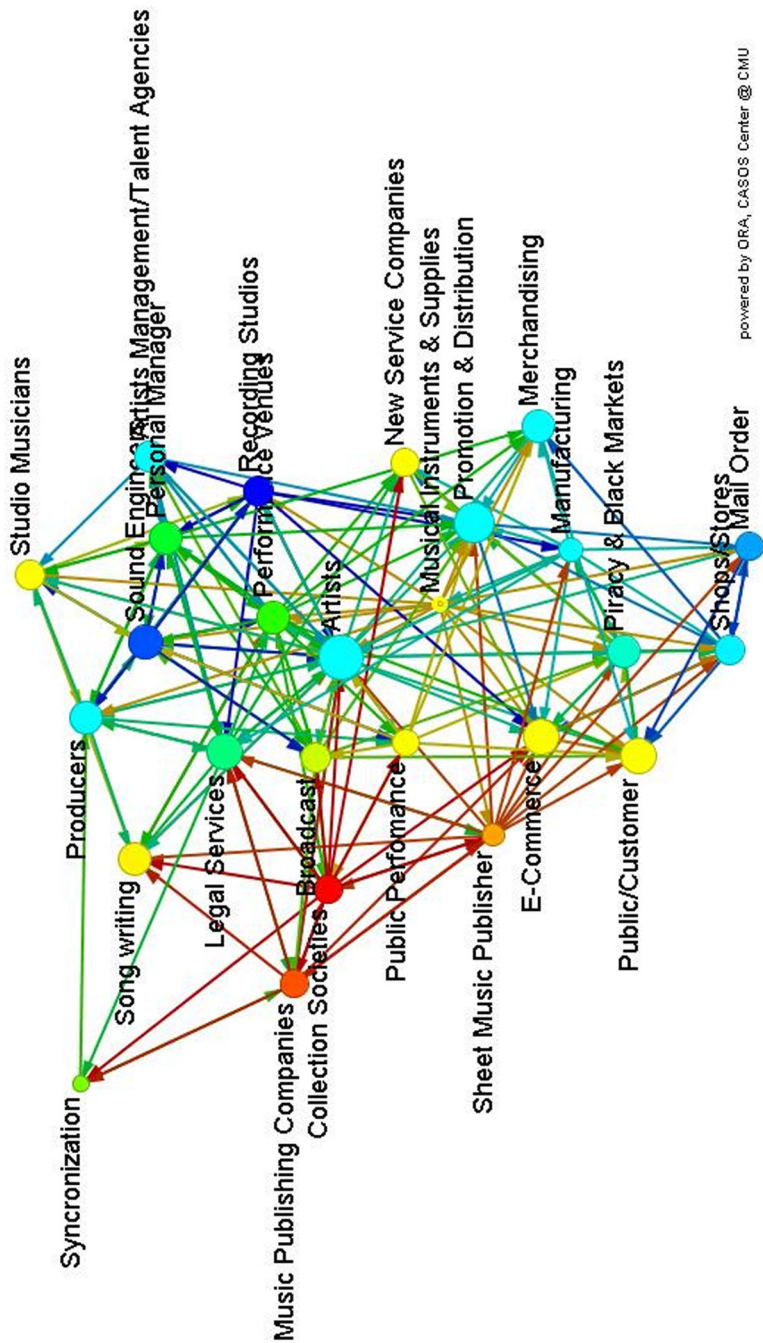 Syncronization
Song writing
Producers
Studio Musicians
Music Publishing Companies
Collection Societies
Legal Services
Broadcast
Sound Engineer
Artists Management/Talent Agencies
Personal Manager
Recording Studios
Performance Venues
Artists
Public Perfomance
New Service Companies
Musical Instruments & Supplies
Promotion & Distribution
Sheet Music Publisher
E-Commerce
Merchandising
Manufacturing
Public/Customer
Piracy & Black Markets
Shops/Stores
Mail Order
powered by ORA, CASOS Center @ CMU